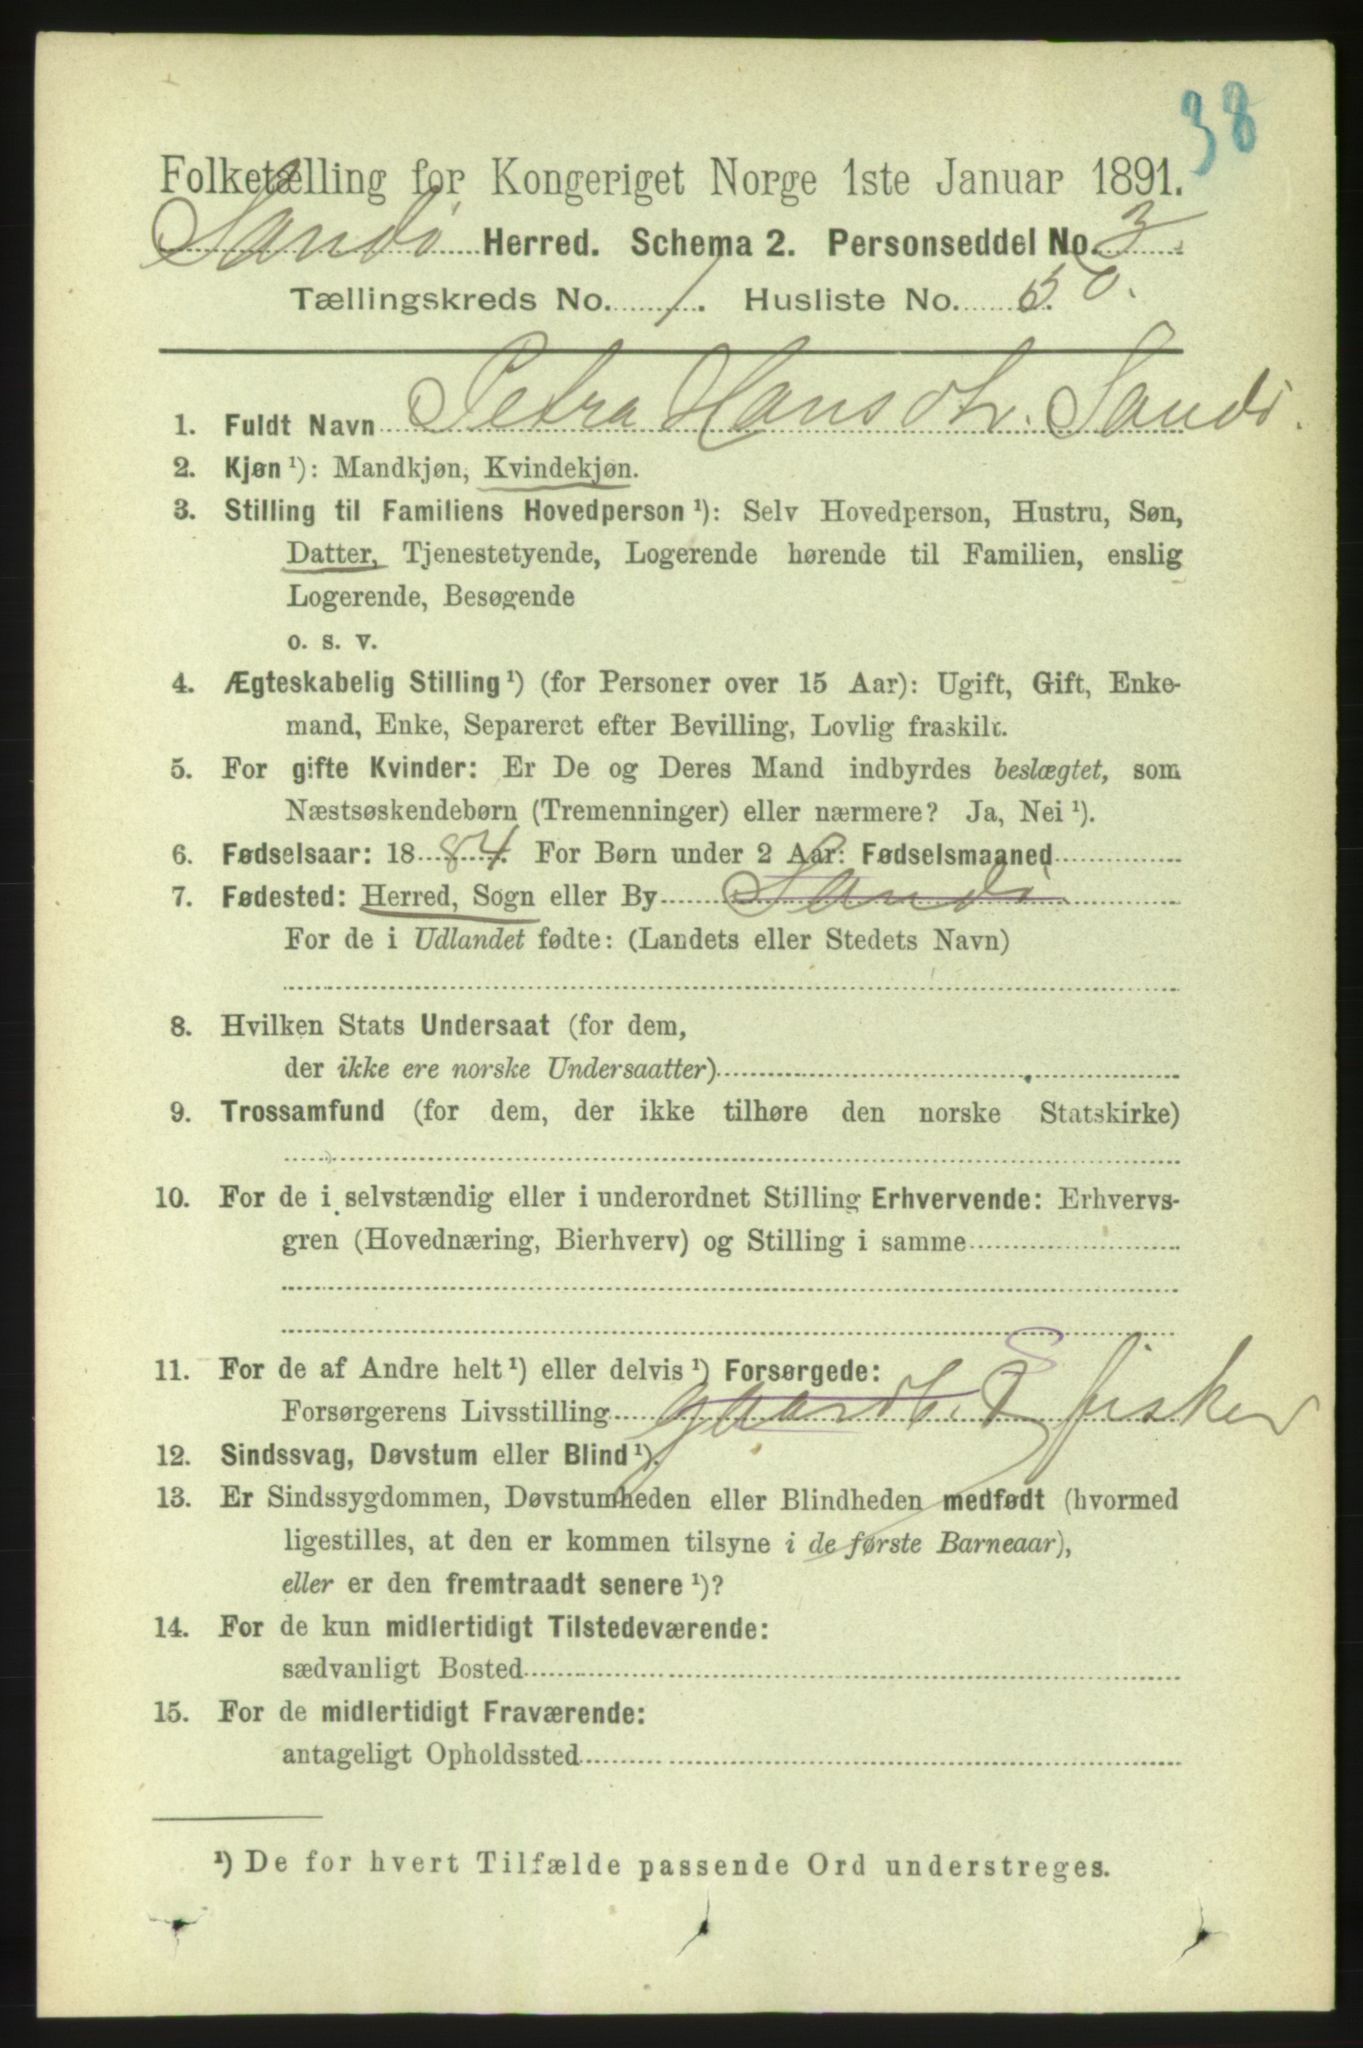 38
Folketælling for Kongeriget Norge 1ste Januar 1891.
Sandö Herred. Schema 2. Personseddel No. 3.
Tællingskreds No. 1. Husliste No. 50.
1. Fuldt Navn Petra Hansdtr. Sandö.
2. Kjøn ¹): Mandkjøn, Kvindekjøn.
3. Stilling til Familiens Hovedperson ¹): Selv Hovedperson, Hustru, Søn,
Datter, Tjenestetyende, Logerende hørende til Familien, enslig
Logerende, Besøgende
o. s. v.
4. Ægteskabelig Stilling ¹) (for Personer over 15 Aar): Ugift, Gift, Enke-
mand, Enke, Separeret efter Bevilling, Lovlig fraskilt.
5. For gifte Kvinder: Er De og Deres Mand indbyrdes beslægtet, som
Næstsøskendebørn (Tremenninger) eller nærmere? Ja, Nei ¹).
6. Fødselsaar: 1884. For Børn under 2 Aar: Fødselsmaaned
7. Fødested: Herred, Sogn eller By Sandö
For de i Udlandet fødte: (Landets eller Stedets Navn)
8. Hvilken Stats Undersaat (for dem,
der ikke ere norske Undersaatter)
9. Trossamfund (for dem, der ikke tilhøre den norske Statskirke)
10. For de i selvstændig eller i underordnet Stilling Erhvervende: Erhvervs-
gren (Hovednæring, Bierhverv) og Stilling i samme
11. For de af Andre helt ¹) eller delvis ¹) Forsørgede:
Forsørgerens Livsstilling gaardb. fisker
12. Sindssvag, Døvstum eller Blind ¹).
13. Er Sindssygdommen, Døvstumheden eller Blindheden medfødt (hvormed
ligestilles, at den er kommen tilsyne i de første Barneaar),
eller er den fremtraadt senere ¹)?
14. For de kun midlertidigt Tilstedeværende:
sædvanligt Bosted
15. For de midlertidigt Fraværende:
antageligt Opholdssted
¹) De for hvert Tilfælde passende Ord understreges.